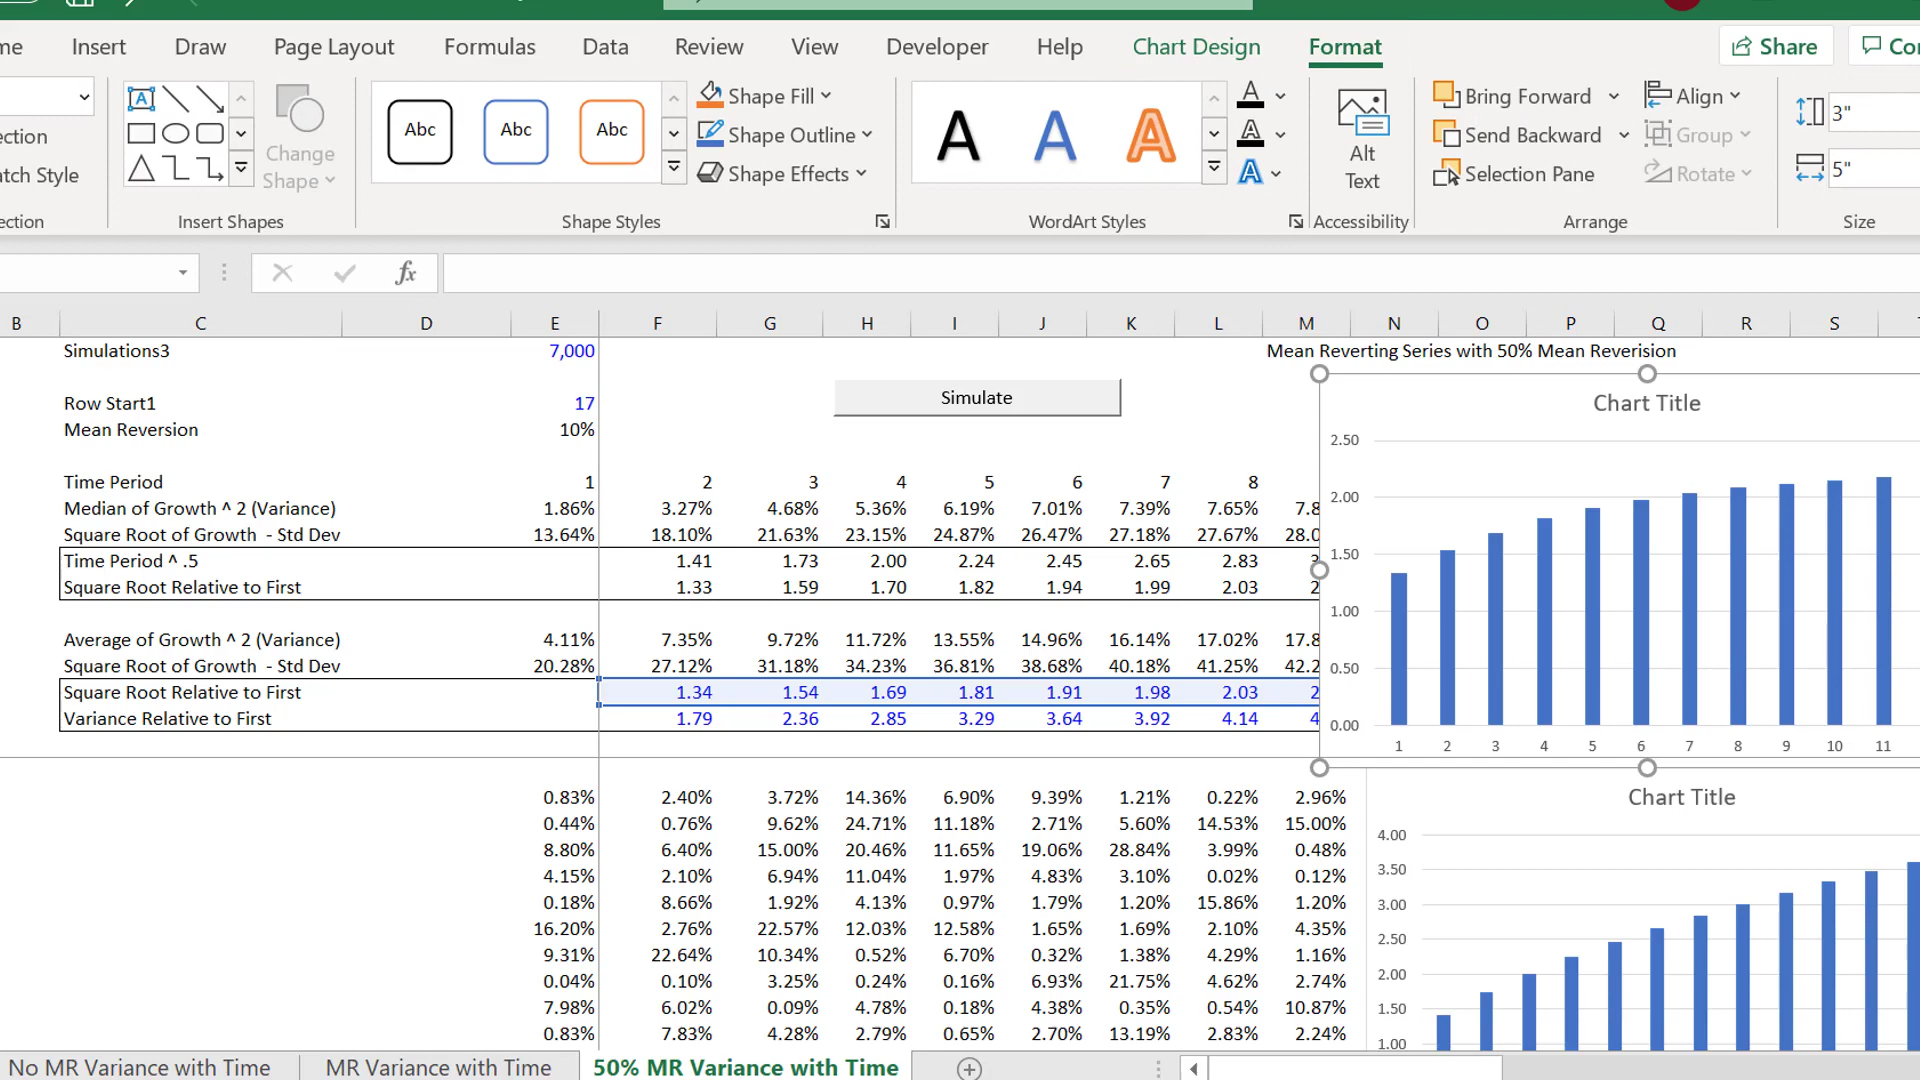 me Insert Draw Page Layout Formulas Data Review View Developer Help Chart Design Format Share Co
ection
atch Style
ection
A
Change
Shape
Insert Shapes
Abc Abc Abc
Shape Fill
Shape Outline
Shape Effects
Shape Styles
A A A
A
A
A
WordArt Styles
Alt
Text
Accessibility
Bring Forward
Send Backward
Selection Pane
Align
Group
Rotate
Arrange
3"
5"
Size
fx
B C D E F G H I J K L M N O P Q R S
Simulations3 7,000 Mean Reverting Series with 50% Mean Reverision
Simulate
Row Start1 17
Mean Reversion 10%
Time Period 1 2 3 4 5 6 7 8
Median of Growth ^ 2 (Variance) 1.86% 3.27% 4.68% 5.36% 6.19% 7.01% 7.39% 7.65% 7.8
Square Root of Growth - Std Dev 13.64% 18.10% 21.63% 23.15% 24.87% 26.47% 27.18% 27.67% 28.0
Time Period ^ .5 1.41 1.73 2.00 2.24 2.45 2.65 2.83
Square Root Relative to First 1.33 1.59 1.70 1.82 1.94 1.99 2.03 2
Average of Growth ^ 2 (Variance) 4.11% 7.35% 9.72% 11.72% 13.55% 14.96% 16.14% 17.02% 17.8
Square Root of Growth - Std Dev 20.28% 27.12% 31.18% 34.23% 36.81% 38.68% 40.18% 41.25% 42.2
Square Root Relative to First 1.34 1.54 1.69 1.81 1.91 1.98 2.03 2
Variance Relative to First 1.79 2.36 2.85 3.29 3.64 3.92 4.14 4
0.83% 2.40% 3.72% 14.36% 6.90% 9.39% 1.21% 0.22% 2.96%
0.44% 0.76% 9.62% 24.71% 11.18% 2.71% 5.60% 14.53% 15.00%
8.80% 6.40% 15.00% 20.46% 11.65% 19.06% 28.84% 3.99% 0.48%
4.15% 2.10% 6.94% 11.04% 1.97% 4.83% 3.10% 0.02% 0.12%
0.18% 8.66% 1.92% 4.13% 0.97% 1.79% 1.20% 15.86% 1.20%
16.20% 2.76% 22.57% 12.03% 12.58% 1.65% 1.69% 2.10% 4.35%
9.31% 22.64% 10.34% 0.52% 6.70% 0.32% 1.38% 4.29% 1.16%
0.04% 0.10% 3.25% 0.24% 0.16% 6.93% 21.75% 4.62% 2.74%
7.98% 6.02% 0.09% 4.78% 0.18% 4.38% 0.35% 0.54% 10.87%
0.83% 7.83% 4.28% 2.79% 0.65% 2.70% 13.19% 2.83% 2.24%
Chart Title
2.50
2.00
1.50
1.00
0.50
0.00
1 2 3 4 5 6 7 8 9 10 11
Chart Title
4.00
3.50
3.00
2.50
2.00
1.50
1.00
No MR Variance with Time MR Variance with Time 50% MR Variance with Time